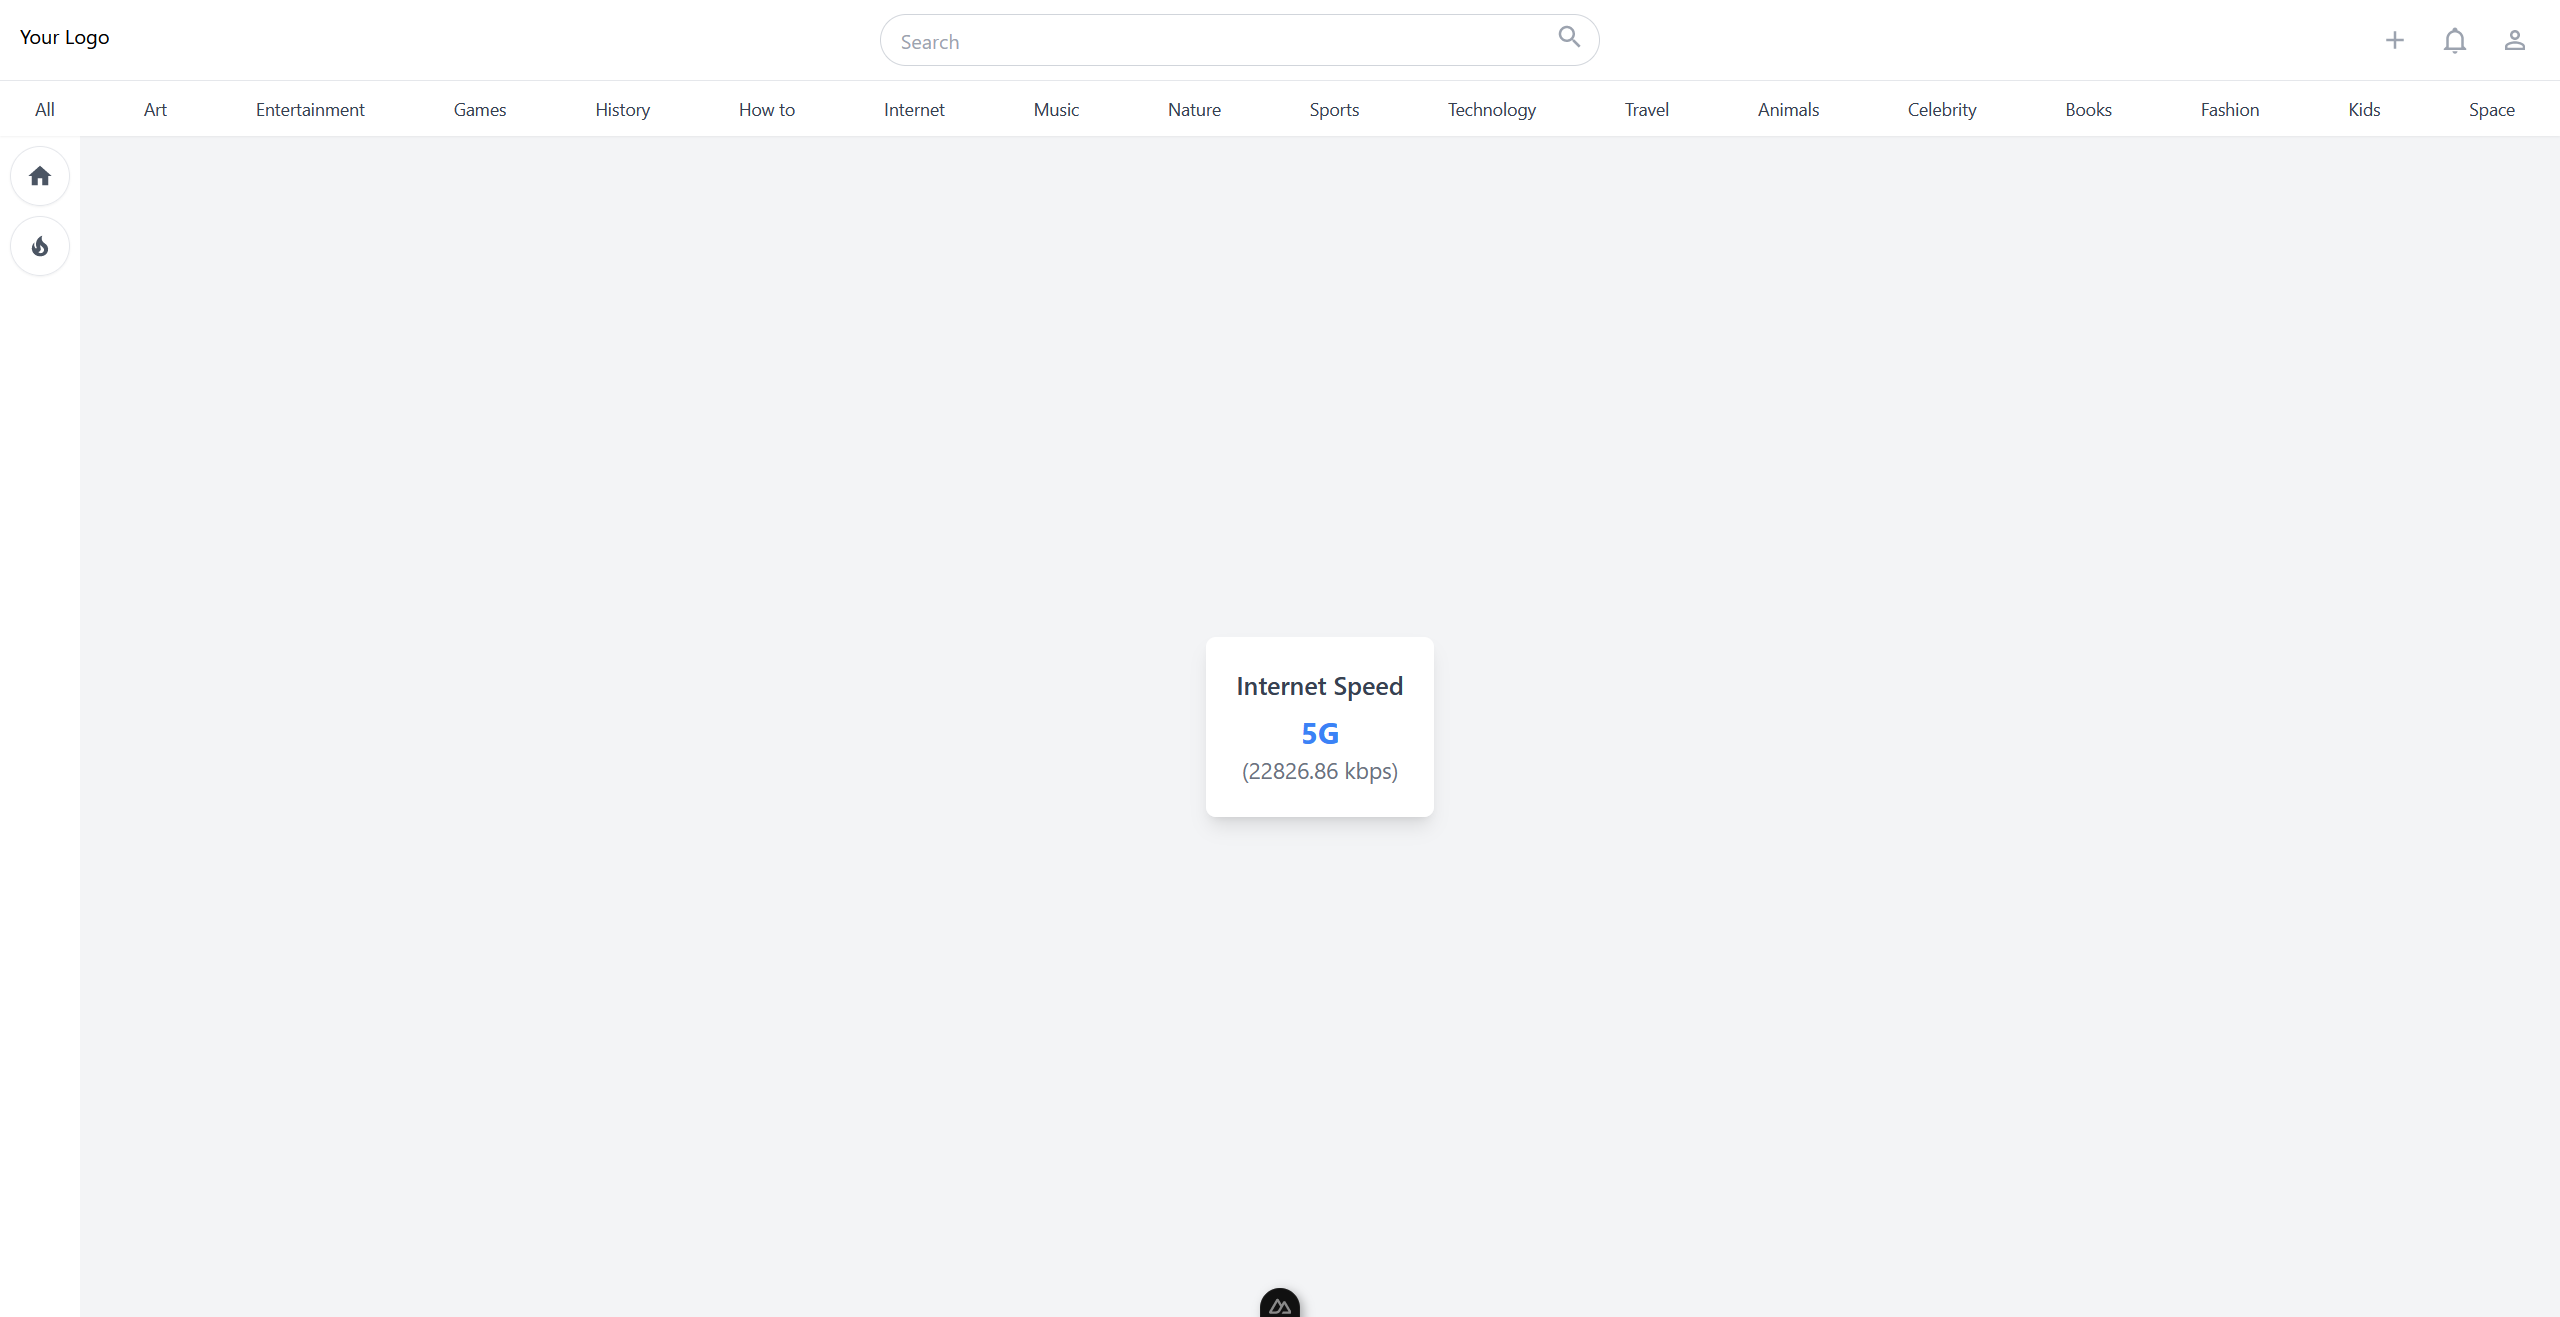 Your Logo
Search
All Art Entertainment Games History How to Internet Music Nature Sports Technology Travel Animals Celebrity Books Fashion Kids Space
Internet Speed
5G
(22826.86 kbps)